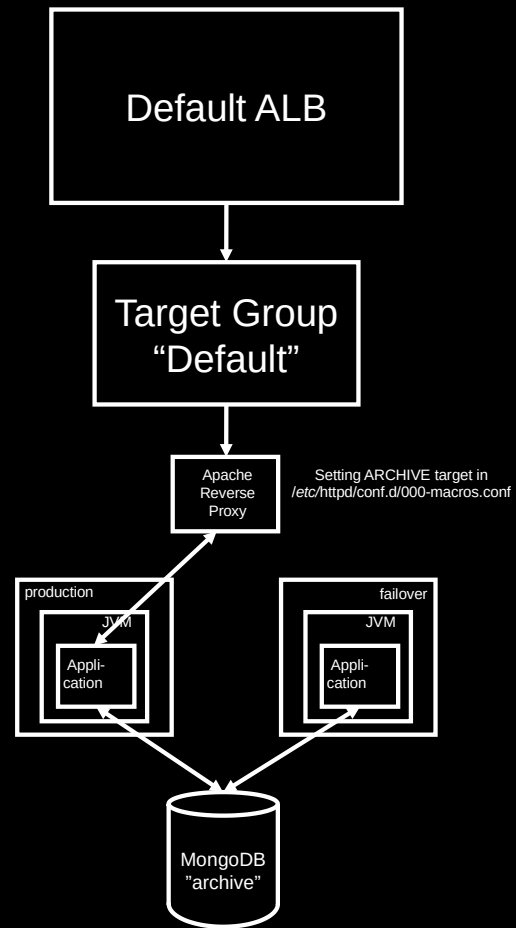 Default ALB
Target Group
“Default”
Apache
Reverse
Proxy
Setting ARCHIVE target in
/etc/httpd/conf.d/000-macros.conf
production
JVM
Appli-
cation
failover
JVM
Appli-
cation
MongoDB
”archive”